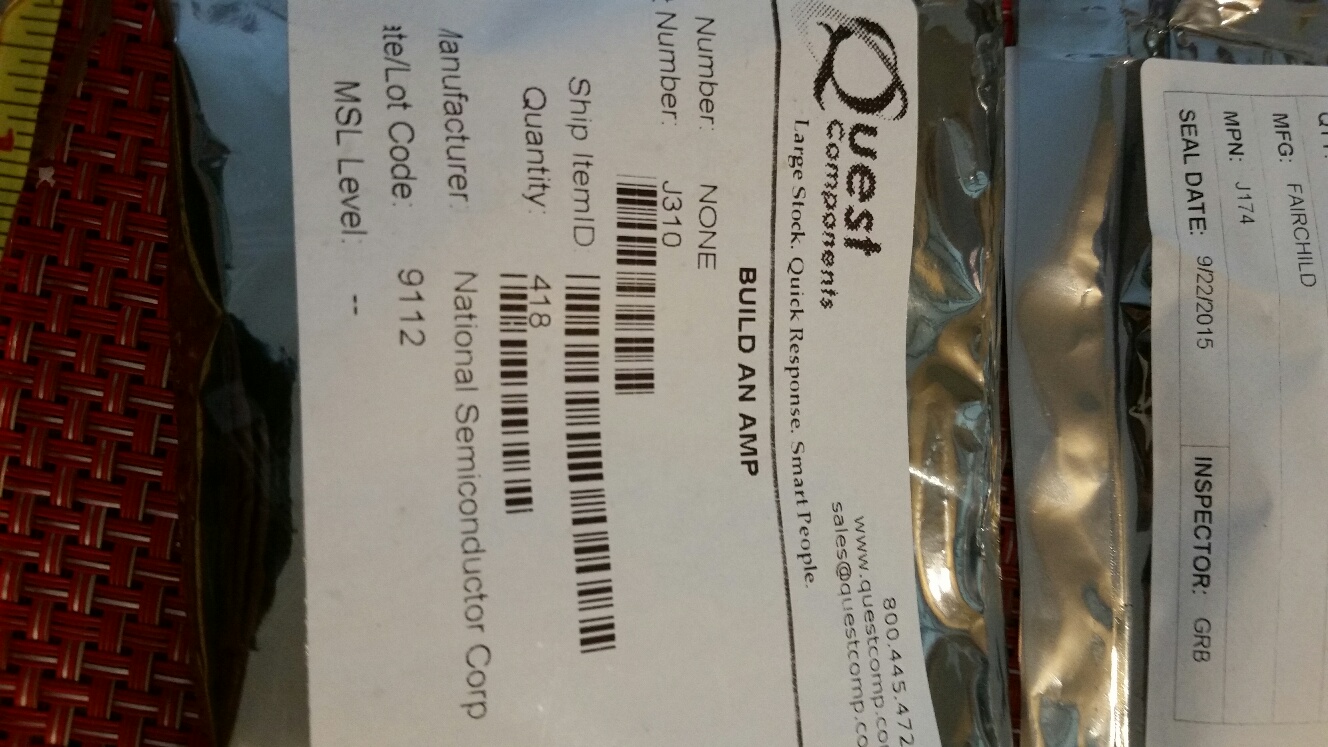 Quest
components
800.445.472
www.questcomp.co
sales@questcomp.co
Large Stock. Quick Response. Smart People.
BUILD AN AMP
Number: NONE
Number: J310
Ship ItemID:
Quantity: 418
Manufacturer: National Semiconductor Corp
ate/Lot Code: 9112
MSL Level: --
MFG: FAIRCHILD
MPN: J174
SEAL DATE: 9/22/2015 INSPECTOR: GRB